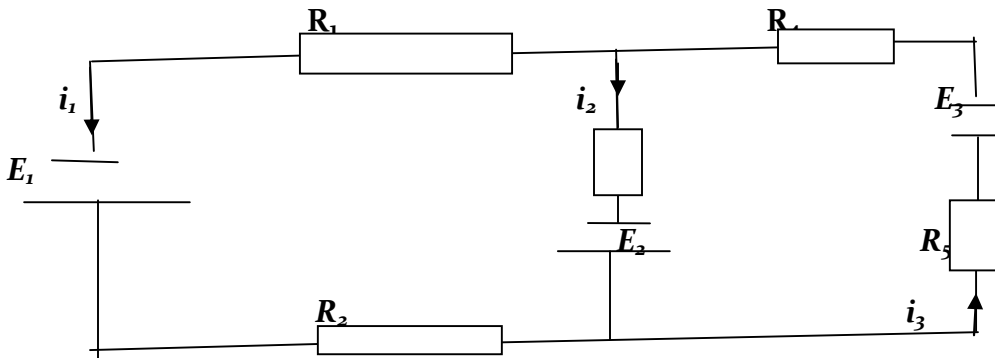 R₁
R₄
i₁
i₂
E₃
E₁
E₂
R₅
R₂
i₃